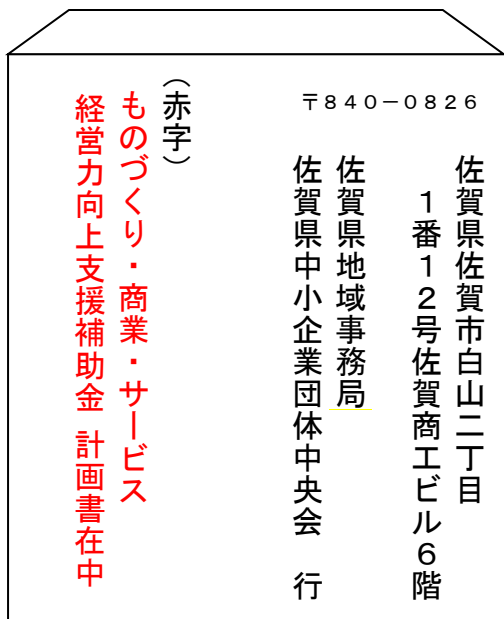 〒840－0826
佐賀県佐賀市白山二丁目
1番12号佐賀商工ビル6階
佐賀県地域事務局
佐賀県中小企業団体中央会　行
（赤字）
ものづくり・商業・サービス
経営力向上支援補助金 計画書在中